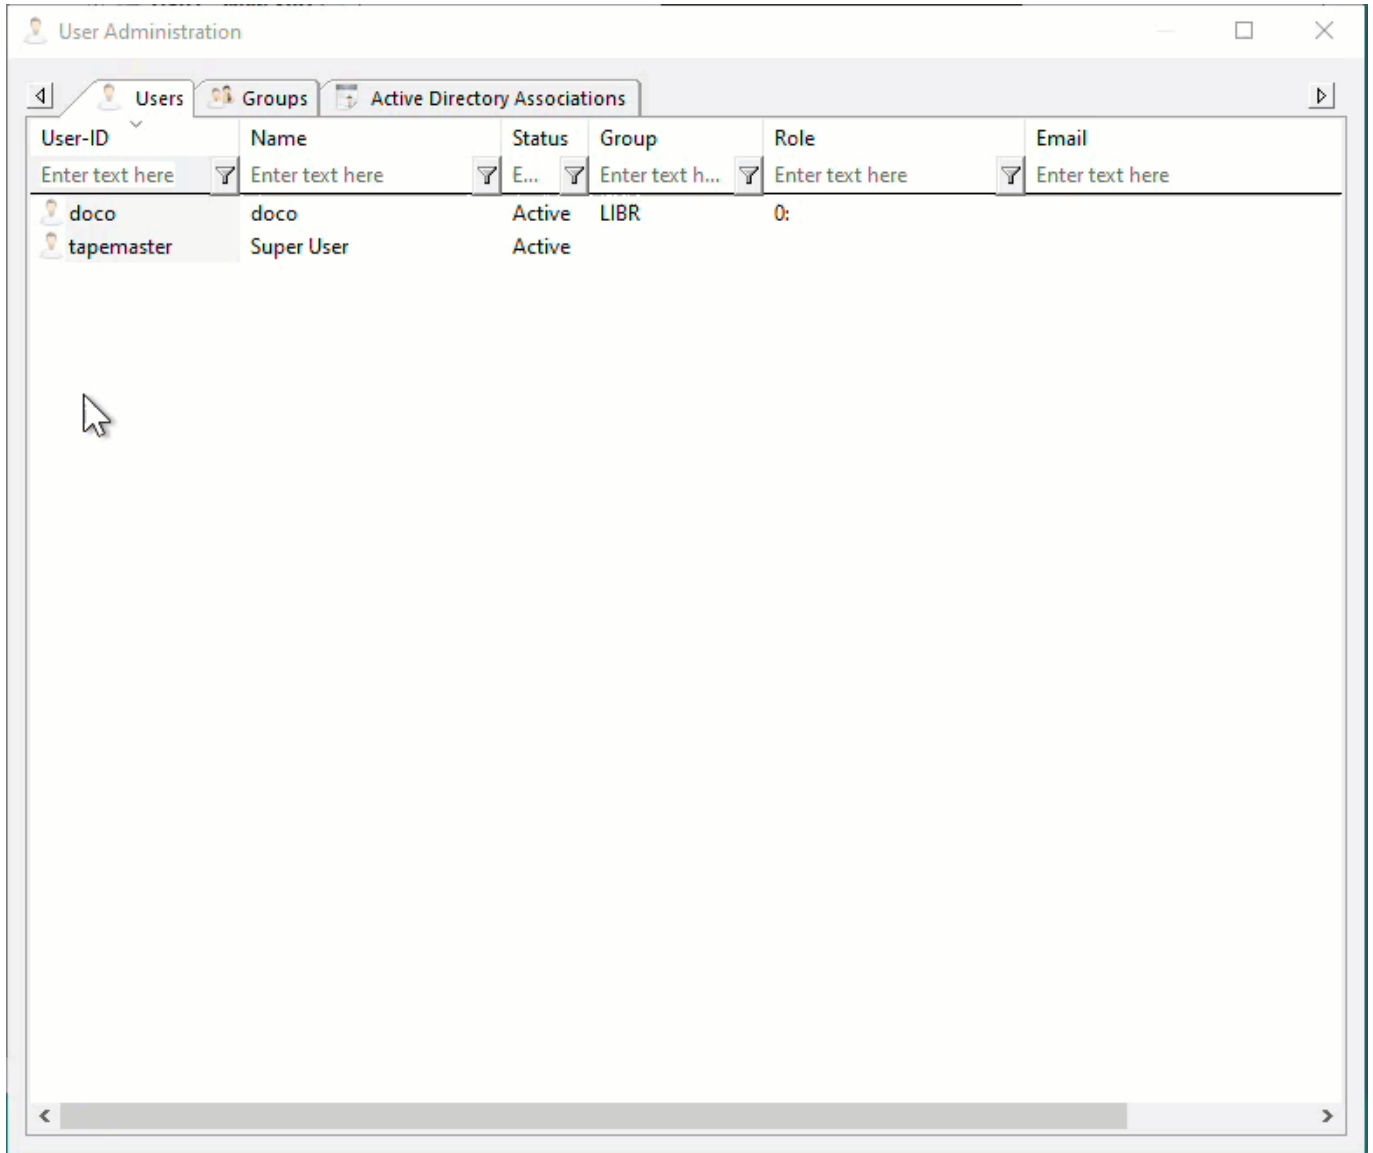 User Administration
Users Groups Active Directory Associations
User-ID Name Status Group Role Email
Enter text here Enter text here E... Enter text h... Enter text here Enter text here
doco doco Active LIBR 0:
tapemaster Super User Active